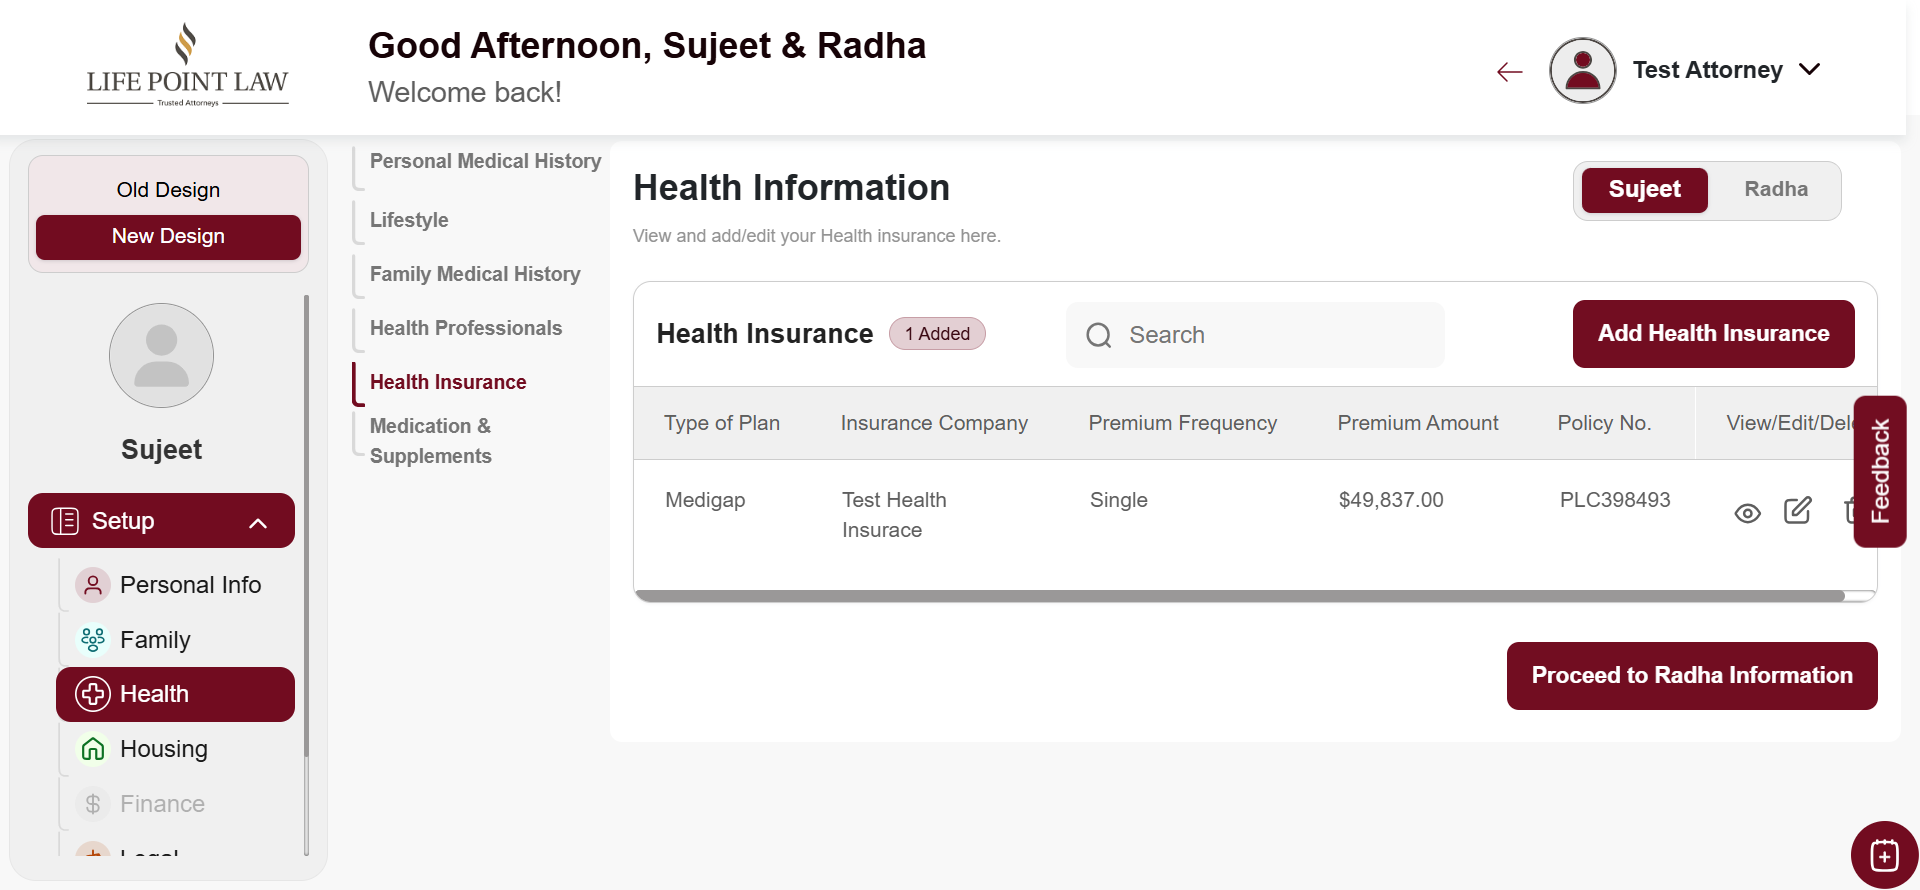 LIFE POINT LAW
Trusted Attorneys
Good Afternoon, Sujeet & Radha
Welcome back!
Test Attorney
Old Design
New Design
Sujeet
Setup
Personal Info
Family
Health
Housing
Finance
Legal
Personal Medical History
Lifestyle
Family Medical History
Health Professionals
Health Insurance
Medication &
Supplements
Health Information
View and add/edit your Health insurance here.
Sujeet
Radha
Health Insurance
1 Added
Search
Add Health Insurance
Type of Plan Insurance Company Premium Frequency Premium Amount Policy No. View/Edit/Dele
Medigap Test Health Single $49,837.00 PLC398493
Insurace
Feedback
Proceed to Radha Information